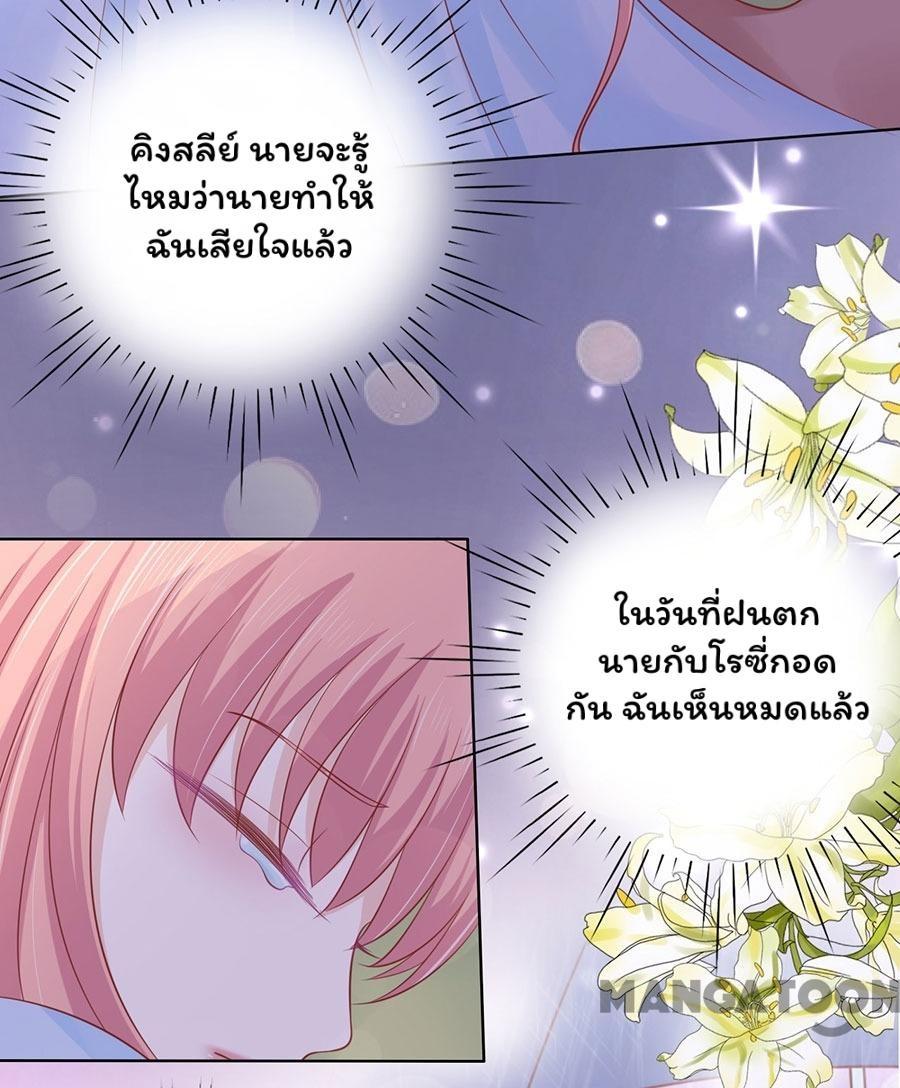 คิงสลีย์ นายจะรู้
ไหมว่านายทำให้
ฉันเสียใจแล้ว
ในวันที่ฝนตก
นายกับโรซี่กอด
กัน ฉันเห็นหมดแล้ว
MANGATOON